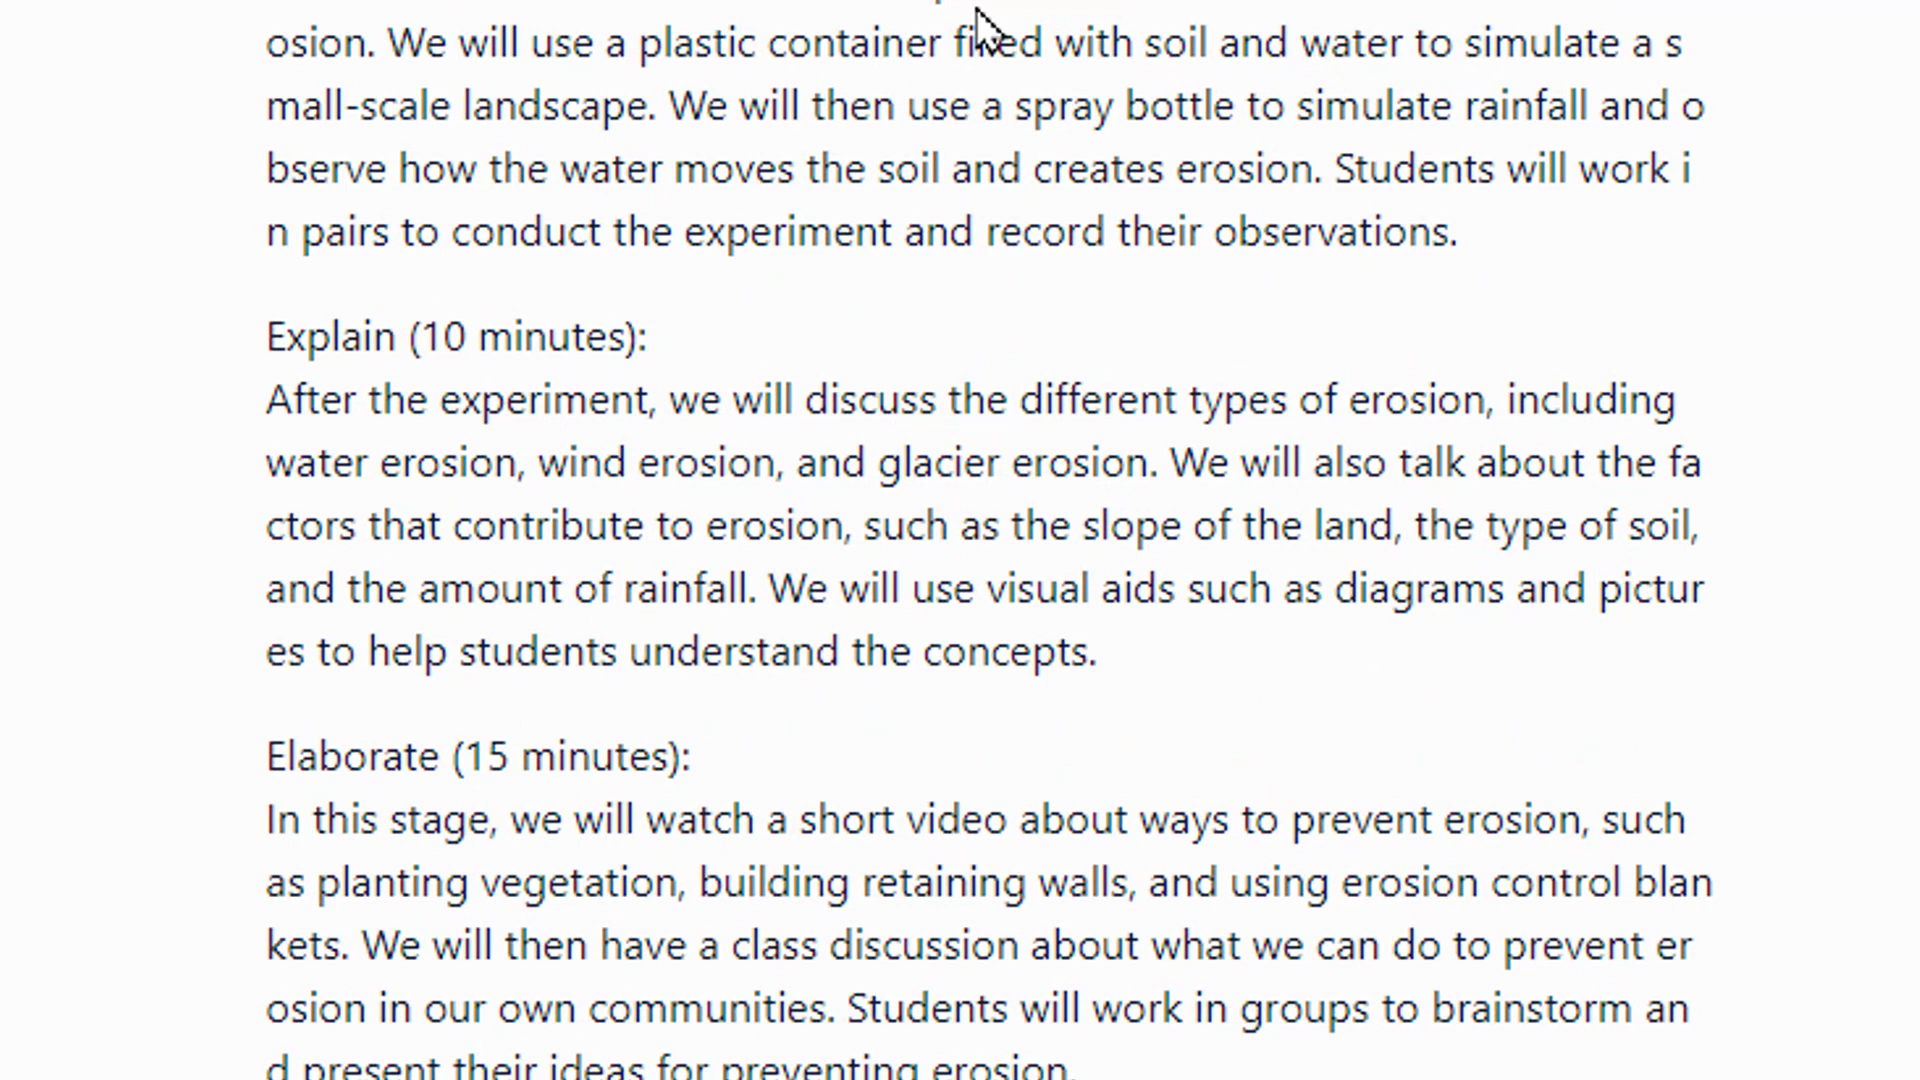 osion. We will use a plastic container filled with soil and water to simulate a s
mall-scale landscape. We will then use a spray bottle to simulate rainfall and o
bserve how the water moves the soil and creates erosion. Students will work i
n pairs to conduct the experiment and record their observations.
Explain (10 minutes):
After the experiment, we will discuss the different types of erosion, including
water erosion, wind erosion, and glacier erosion. We will also talk about the fa
ctors that contribute to erosion, such as the slope of the land, the type of soil,
and the amount of rainfall. We will use visual aids such as diagrams and pictur
es to help students understand the concepts.
Elaborate (15 minutes):
In this stage, we will watch a short video about ways to prevent erosion, such
as planting vegetation, building retaining walls, and using erosion control blan
kets. We will then have a class discussion about what we can do to prevent er
osion in our own communities. Students will work in groups to brainstorm an
d present their ideas for preventing erosion.